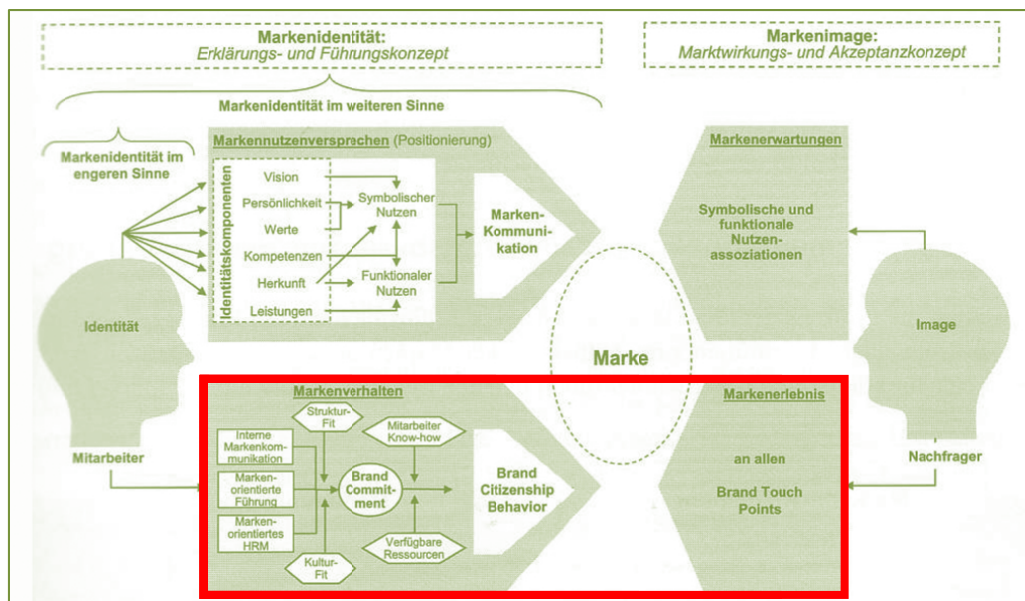 Markenidentität:
Erklärungs- und Führungskonzept
Markenimage:
Marktwirkungs- und Akzeptanzkonzept
Markenidentität im weiteren Sinne
Markenidentität im
engeren Sinne
Markennutzenversprechen (Positionierung)
Identitätskomponenten
Vision
Persönlichkeit
Werte
Kompetenzen
Herkunft
Leistungen
Symbolischer
Nutzen
Funktionaler
Nutzen
Marken-
Kommuni-
kation
Markenerwartungen
Symbolische und
funktionale
Nutzen-
assoziationen
Identität
Image
Marke
Mitarbeiter
Nachfrager
Markenverhalten
Struktur-
Fit
Mitarbeiter
Know-how
Interne
Markenkom-
munikation
Marken-
orientierte
Führung
Marken-
orientiertes
HRM
Brand
Commit-
ment
Kultur-
Fit
Verfügbare
Ressourcen
Brand
Citizenship
Behavior
Markenerlebnis
an allen
Brand Touch
Points